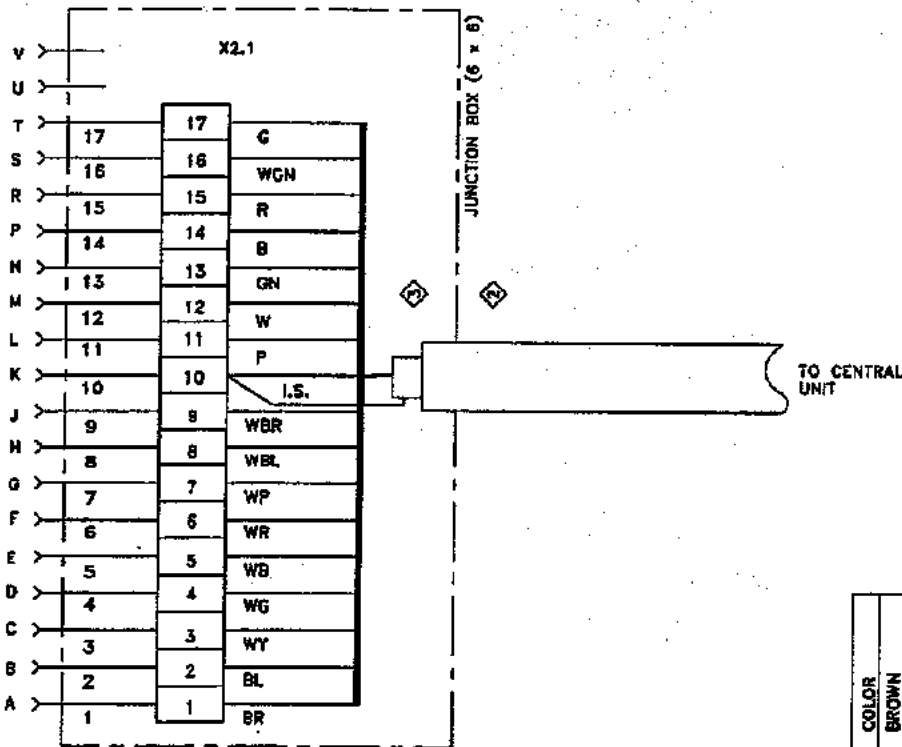 X2.1
JUNCTION BOX (6 x 6)
V
U
T 17 17 G
S 16 16 WGN
R 15 15 R
P 14 14 B
N 13 13 GN
M 12 12 W
L 11 11 P
K 10 10 I.S.
J 9 9 WBR
H 8 8 WBL
G 7 7 WP
F 6 6 WR
E 5 5 WB
D 4 4 WG
C 3 3 WY
B 2 2 BL
A 1 1 BR
3
2
TO CENTRAL
UNIT
COLOR
BROWN